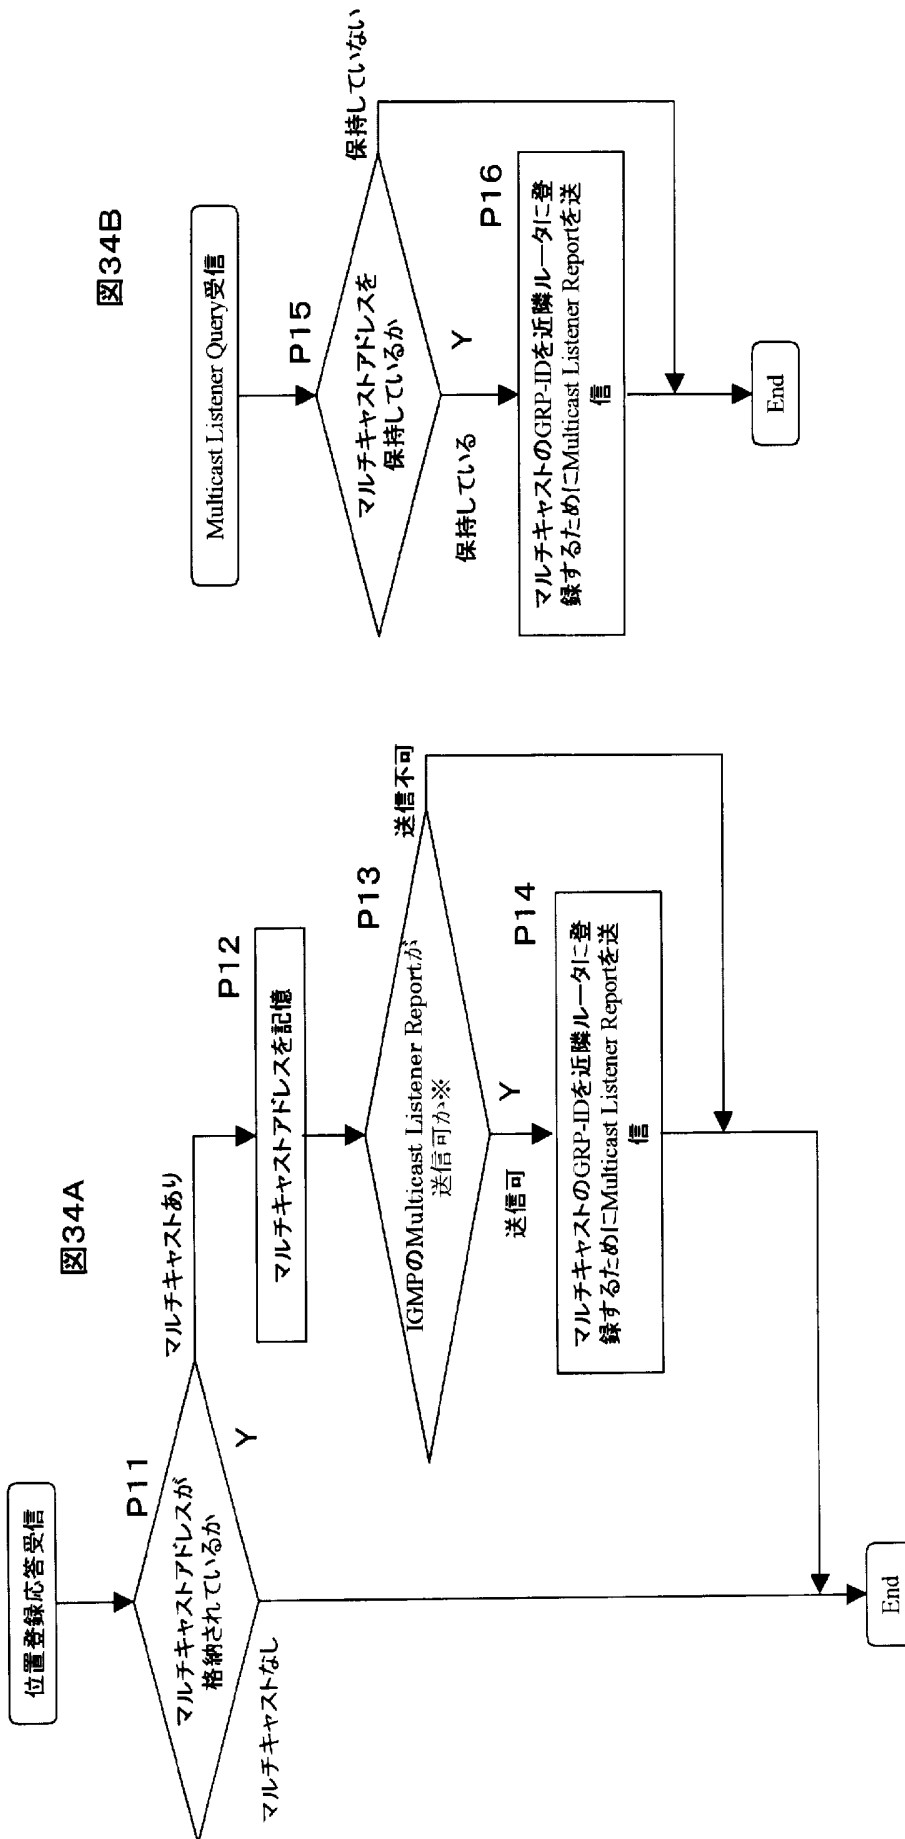 図34A
位置登録応答受信
P11
マルチキャストアドレスが
格納されているか
マルチキャストあり
Y
マルチキャストなし
P12
マルチキャストアドレスを記憶
P13
IGMPのMulticast Listener Reportが
送信可か※
送信不可
Y
送信可
P14
マルチキャストのGRP-IDを近隣ルータに登
録するためにMulticast Listener Reportを送
信
End
図34B
Multicast Listener Query受信
P15
マルチキャストアドレスを
保持しているか
保持していない
Y
保持している
P16
マルチキャストのGRP-IDを近隣ルータに登
録するためにMulticast Listener Reportを送
信
End